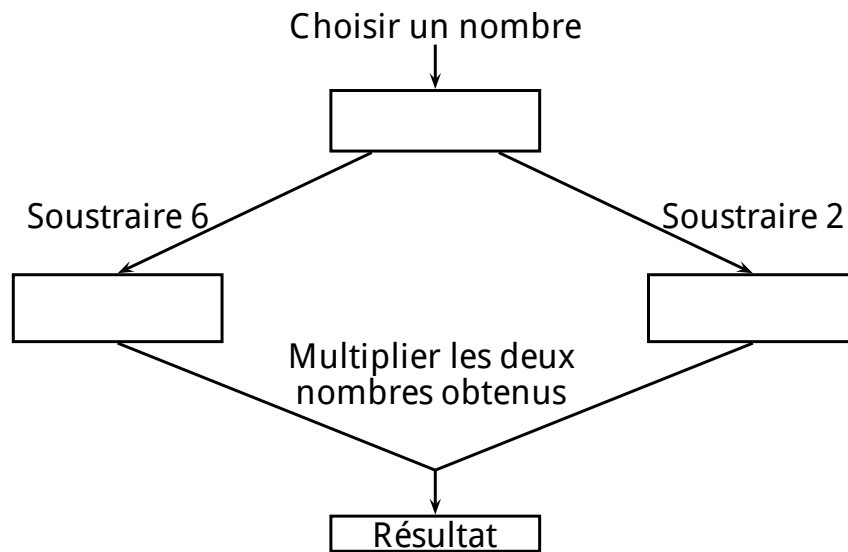 Choisir un nombre
Soustraire 6
Soustraire 2
Multiplier les deux
nombres obtenus
Résultat